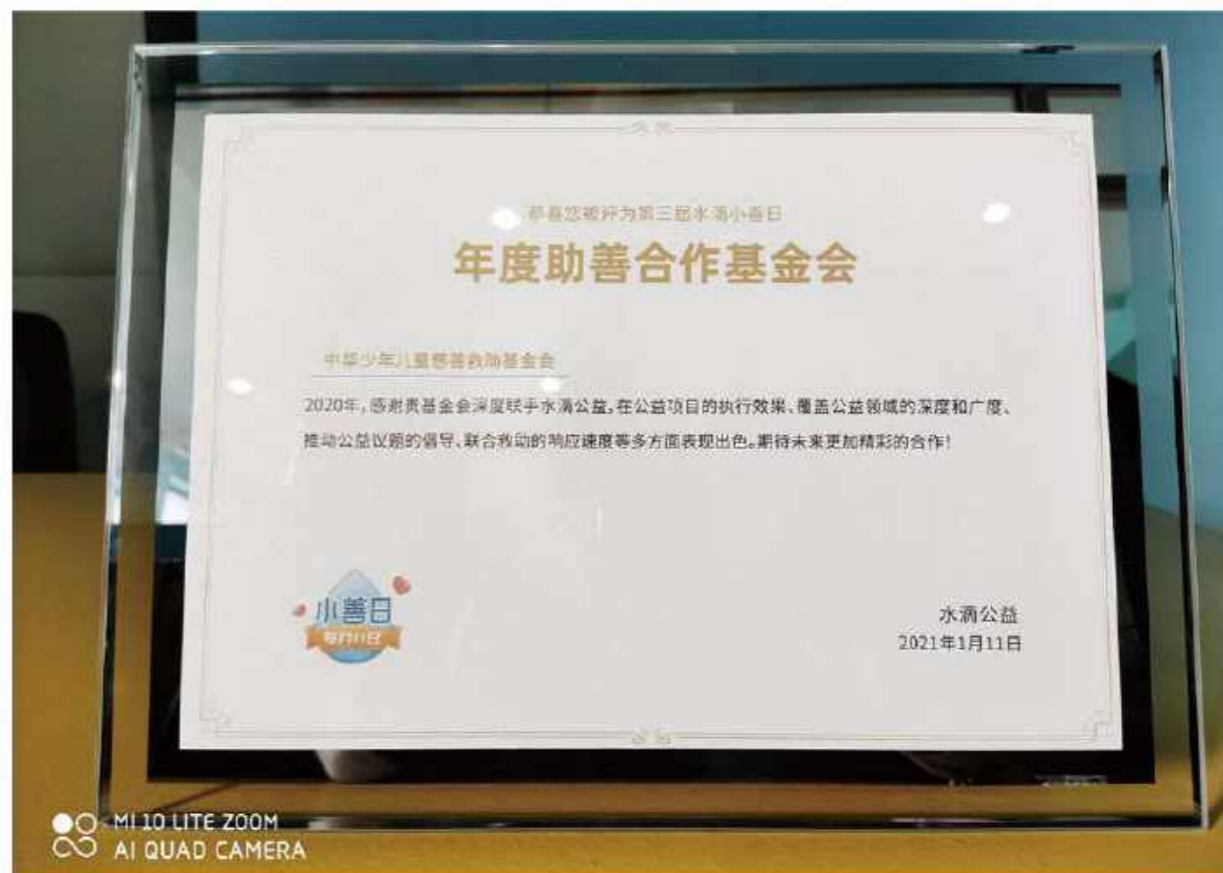 恭喜您被评为第三届水滴小善日
年度助善合作基金会
中华少年儿童慈善救助基金会
2020年，感谢贵基金会深度联手水滴公益，在公益项目的执行效果、覆盖公益领域的深度和广度、
推动公益议题的倡导、联合救助的响应速度等多方面表现出色。期待未来更加精彩的合作！
小善日
每月11日
水滴公益
2021年1月11日
MI 10 LITE ZOOM
AI QUAD CAMERA